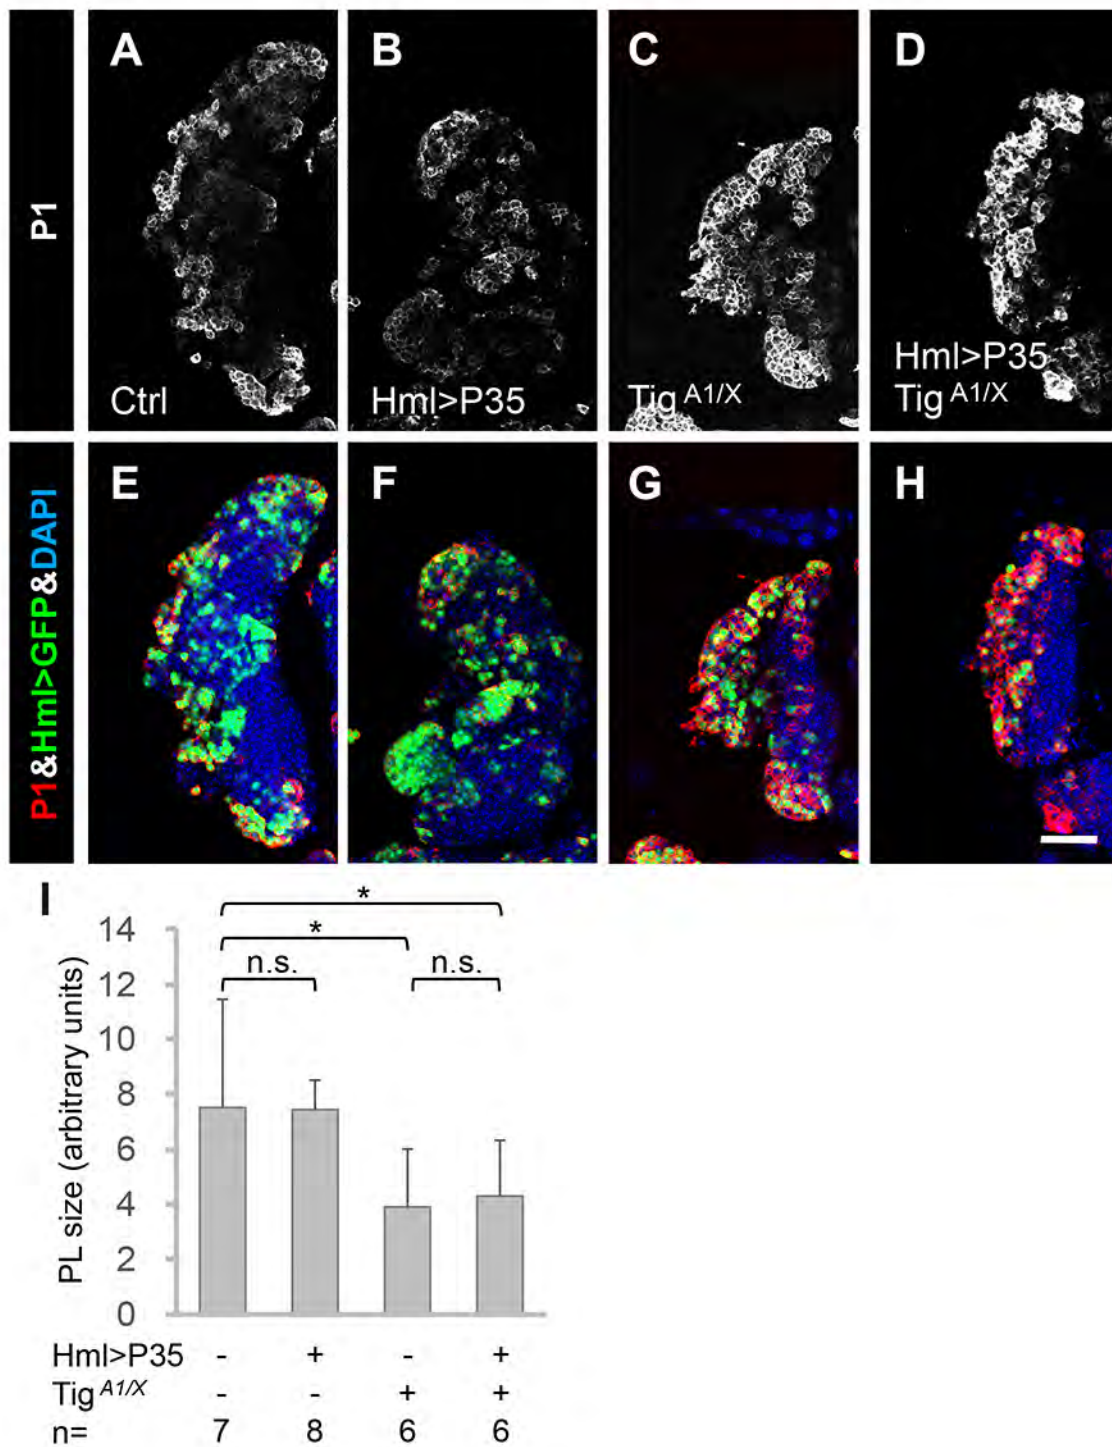 P1
A
B
C
D
Ctrl
Hml>P35
Tig A1/X
Hml>P35
Tig A1/X
P1&Hml>GFP&DAPI
E
F
G
H
I
*
*
n.s.
n.s.
PL size (arbitrary units)
14
12
10
8
6
4
2
0
Hml>P35 - + - +
Tig A1/X - - + +
n= 7 8 6 6